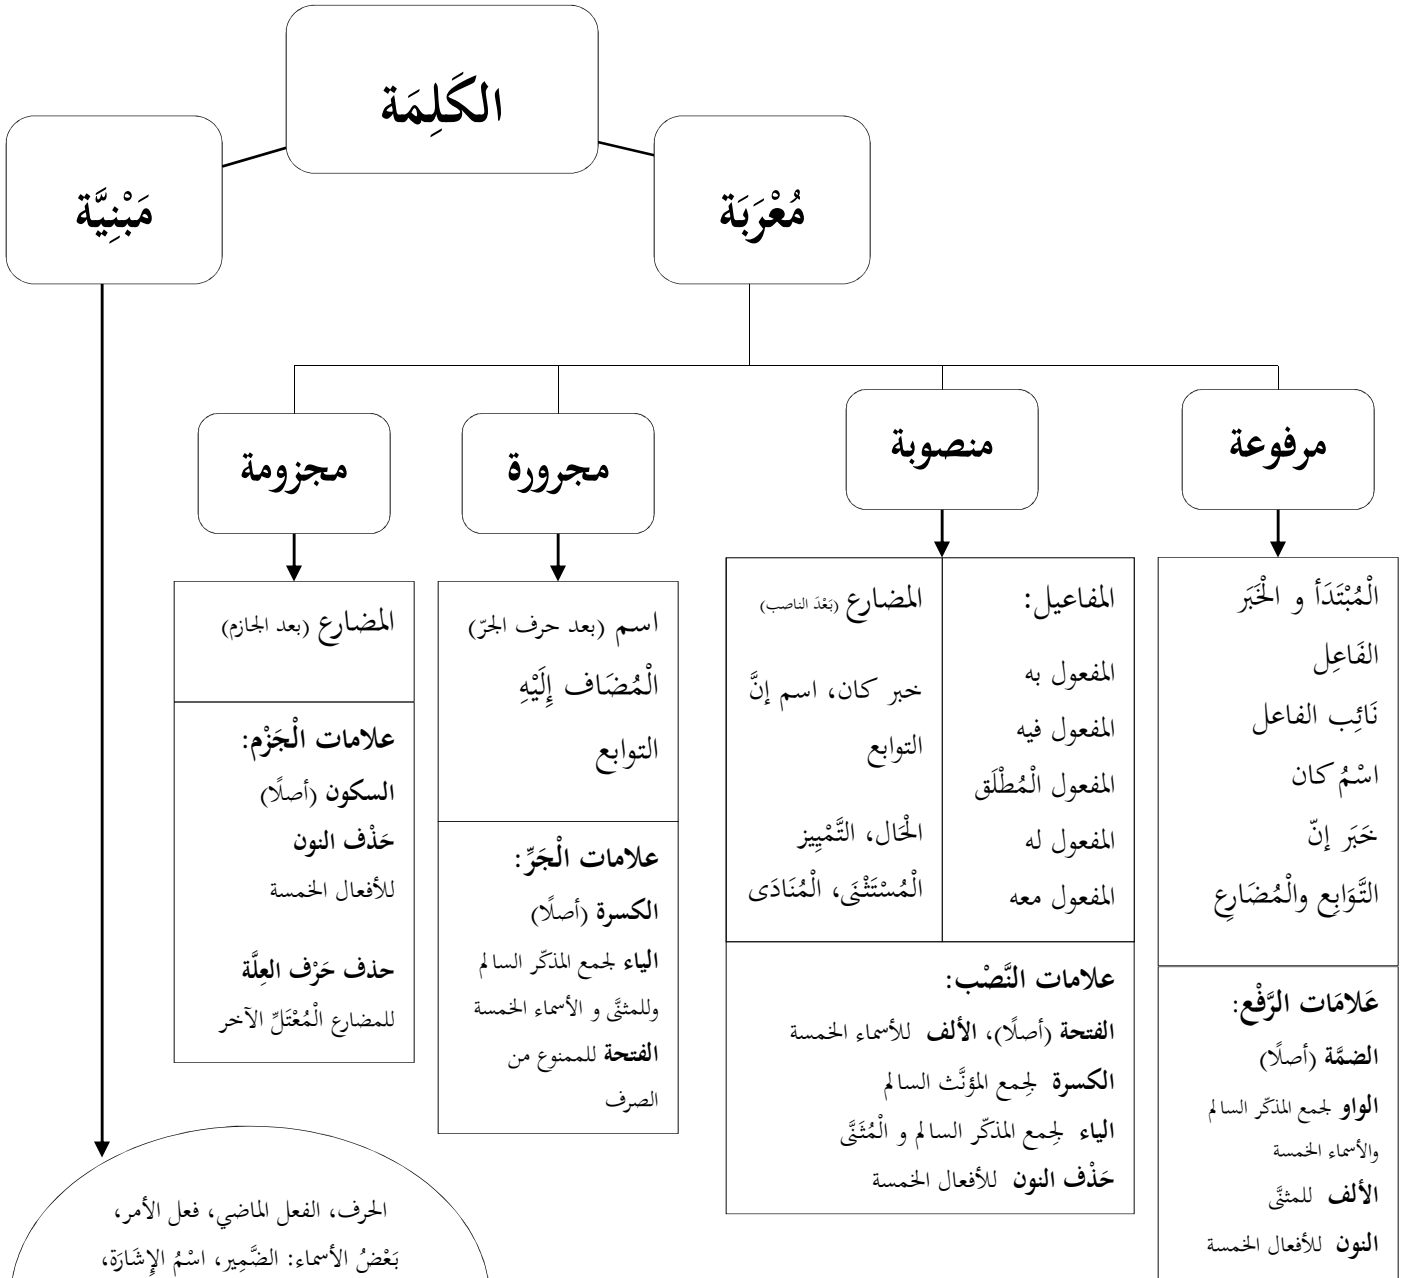 الكَلِمَة
مُعْرَبَة
مَبْنِيَّة
مرفوعة
منصوبة
مجرورة
مجزومة
الْمُبْتَدَأ و الْخَبَر
الفَاعِل
نَائِب الفاعل
اسْمُ كان
خَبَر إنّ
التَّوَابِع والْمُضَارِع
عَلامَات الرَّفْع:
الضمَّة (أصلًا)
الواو لجمع المذكّر السالم
والأسماء الخمسة
الألف للمثنَّى
النون للأفعال الخمسة
المفاعيل:
المفعول به
المفعول فيه
المفعول الْمُطْلَق
المفعول له
المفعول معه
المضارع (بَعْدَ الناصب)
خبر كان، اسم إنَّ
التوابع
الْحَال، التَّمْيِيز
الْمُسْتَثْنَى، الْمُنَادَى
علامات النَّصْب:
الفتحة (أصلًا)، الألف للأسماء الخمسة
الكسرة لِجمع المؤنَّث السالم
الياء لِجمع المذكّر السالم و الْمُثَنَّى
حَذْف النون للأفعال الخمسة
اسم (بعد حرف الجرّ)
الْمُضَاف إِلَيْهِ
التوابع
علامات الْجَرِّ:
الكسرة (أصلًا)
الياء لجمع المذكّر السالم
وللمثنَّى و الأسماء الخمسة
الفتحة للممنوع من
الصرف
المضارع (بعد الجازم)
علامات الْجَزْم:
السكون (أصلًا)
حَذْف النون
للأفعال الخمسة
حذف حَرْف العِلَّة
للمضارع الْمُعْتَلِّ الآخر
الحرف، الفعل الماضي، فعل الأمر،
بَعْضُ الأسماء: الضَّمِير، اسْمُ الإِشَارَة،